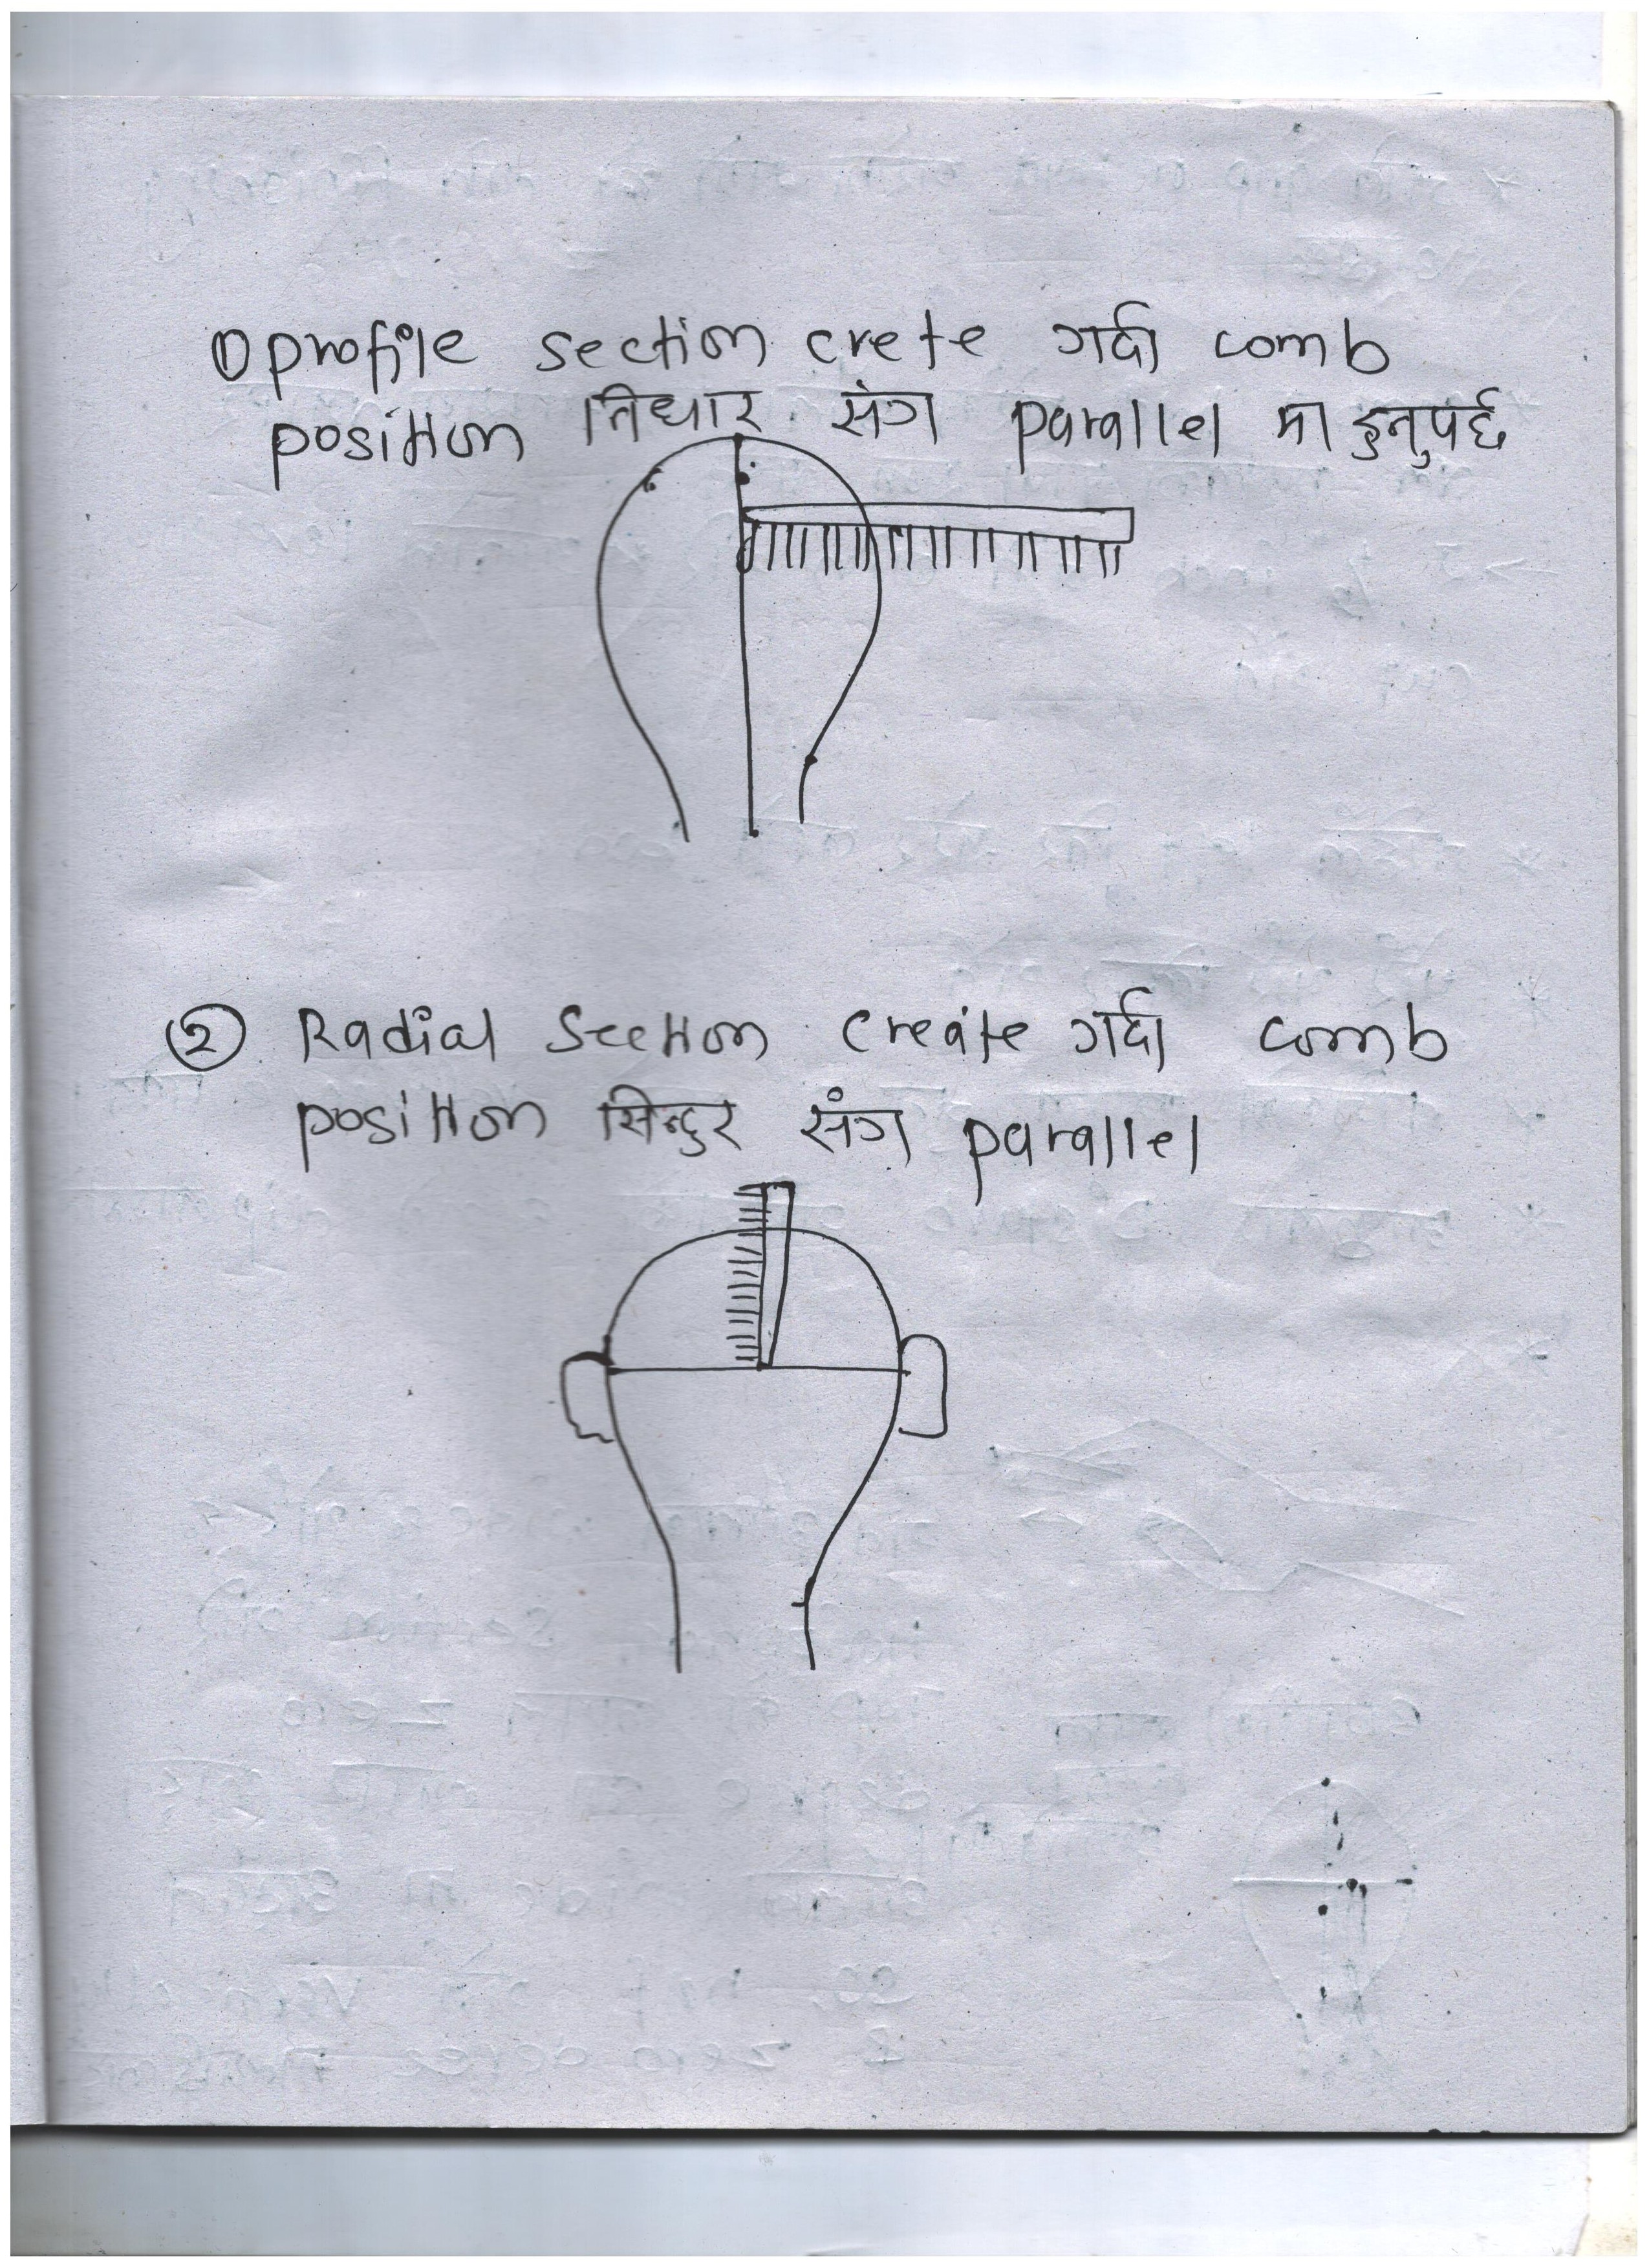 ① profile section crete गर्दा comb
position निधार संग parallel मा हुनुपर्छ
② Radial Section create गर्दा comb
position सिन्दुर संग parallel